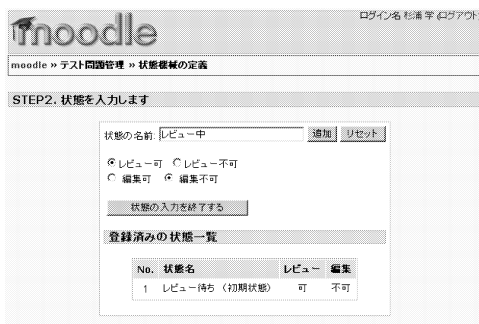 moodle
ログイン名 杉浦 学 (ログアウト
moodle » テスト問題管理 » 状態機械の定義
STEP2. 状態を入力します
状態の名前: レビュー中 追加 リセット
レビュー可 レビュー不可
編集可 編集不可
状態の入力を終了する
登録済みの状態一覧
No. 状態名 レビュー 編集
1 レビュー待ち (初期状態) 可 不可